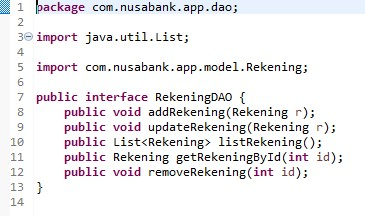 1 package com.nusabank.app.dao;
2
3 import java.util.List;
4
5 import com.nusabank.app.model.Rekening;
6
7 public interface RekeningDAO {
8     public void addRekening(Rekening r);
9     public void updateRekening(Rekening r);
10     public List<Rekening> listRekening();
11     public Rekening getRekeningById(int id);
12     public void removeRekening(int id);
13 }
14